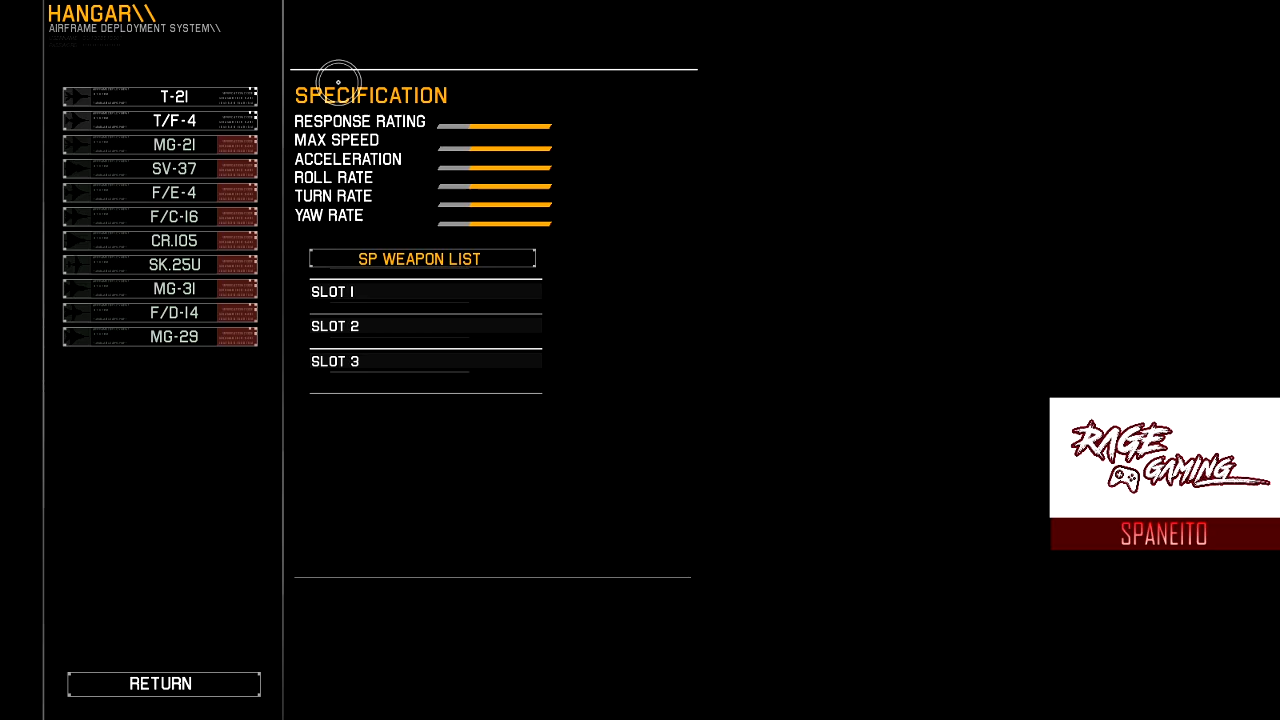 HANGAR\\
AIRFRAME DEPLOYMENT SYSTEM\\
T-21
T/F-4
MG-21
SV-37
F/E-4
F/C-16
CR.105
SK.25U
MG-31
F/D-14
MG-29
RETURN
SPECIFICATION
RESPONSE RATING
MAX SPEED
ACCELERATION
ROLL RATE
TURN RATE
YAW RATE
SP WEAPON LIST
SLOT 1
SLOT 2
SLOT 3
RAGE
GAMING
SPANEITO